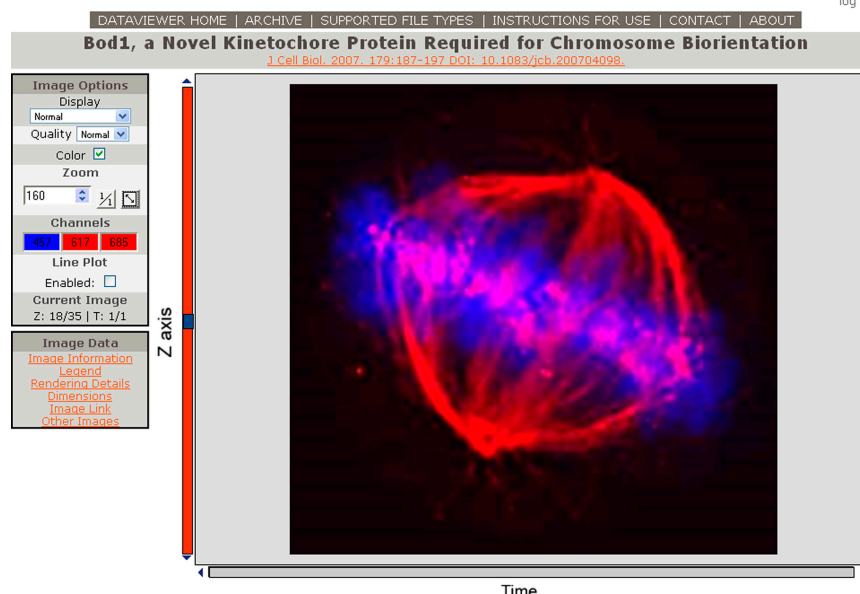 log
DATAVIEWER HOME | ARCHIVE | SUPPORTED FILE TYPES | INSTRUCTIONS FOR USE | CONTACT | ABOUT
Bod1, a Novel Kinetochore Protein Required for Chromosome Biorientation
J Cell Biol. 2007. 179:187-197 DOI: 10.1083/jcb.200704098.
Image Options
Display
Normal
Quality Normal
Color
Zoom
160 1/1
Channels
457 617 685
Line Plot
Enabled:
Current Image
Z: 18/35 | T: 1/1
Image Data
Image Information
Legend
Rendering Details
Dimensions
Image Link
Other Images
Z axis
Time